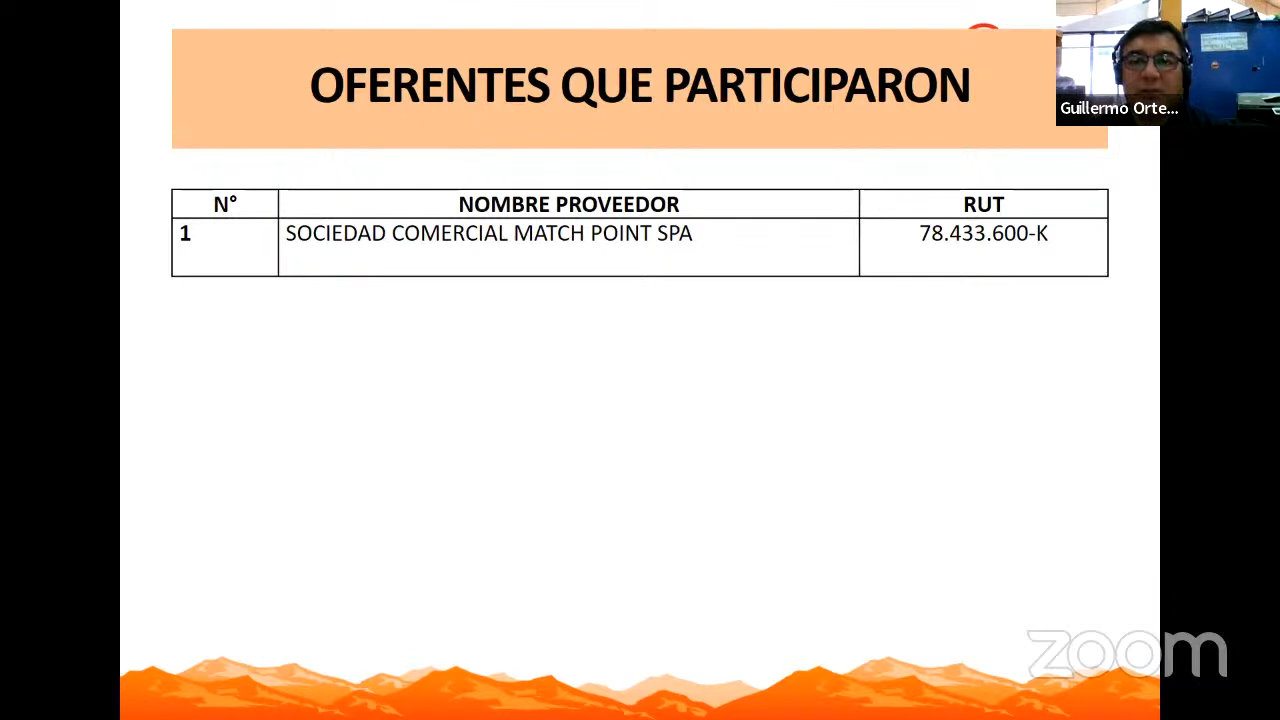 OFERENTES QUE PARTICIPARON
Guillermo Orte...
N° NOMBRE PROVEEDOR RUT
1 SOCIEDAD COMERCIAL MATCH POINT SPA 78.433.600-K
zoom